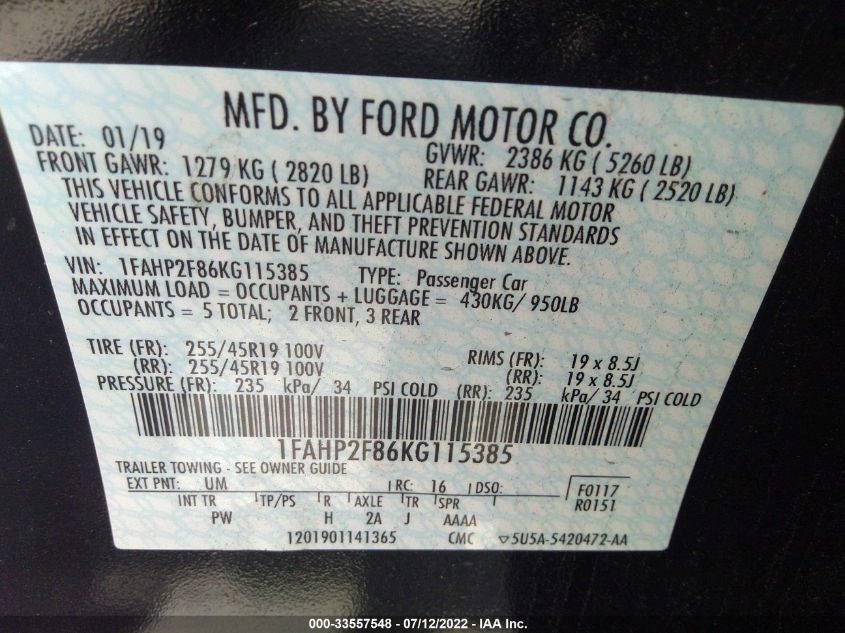 MFD. BY FORD MOTOR CO.
DATE: 01/19 GVWR: 2386 KG ( 5260 LB)
FRONT GAWR: 1279 KG ( 2820 LB) REAR GAWR: 1143 KG ( 2520 LB)
THIS VEHICLE CONFORMS TO ALL APPLICABLE FEDERAL MOTOR
VEHICLE SAFETY, BUMPER, AND THEFT PREVENTION STANDARDS
IN EFFECT ON THE DATE OF MANUFACTURE SHOWN ABOVE.
VIN: 1FAHP2F86KG115385 TYPE: Passenger Car
MAXIMUM LOAD = OCCUPANTS + LUGGAGE = 430KG/ 950LB
OCCUPANTS = 5 TOTAL; 2 FRONT, 3 REAR
TIRE (FR): 255/45R19 100V RIMS (FR): 19 x 8.5J
(RR): 255/45R19 100V (RR): 19 x 8.5J
PRESSURE (FR): 235 kPa/ 34 PSI COLD (RR): 235 kPa/ 34 PSI COLD
1FAHP2F86KG115385
TRAILER TOWING - SEE OWNER GUIDE
EXT PNT: UM RC: 16 DSO: F0117
R0151
INT TR TP/PS R AXLE TR SPR
PW H 2A J AAAA
1201901141365 CMC ▽5U5A-5420472-AA
000-33557548 - 07/12/2022 - IAA Inc.